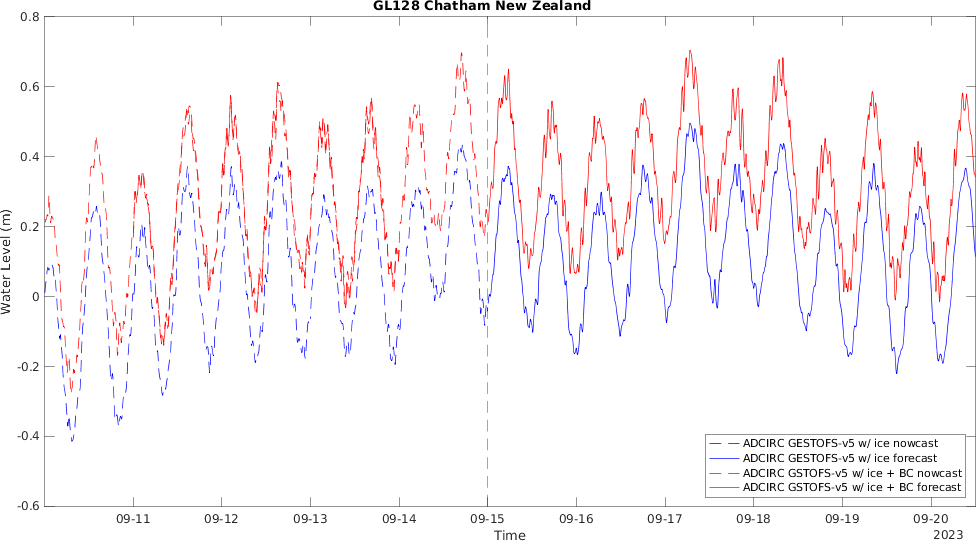 GL128 Chatham New Zealand
0.8
0.6
0.4
0.2
0
-0.2
-0.4
-0.6
Water Level (m)
09-11 09-12 09-13 09-14 09-15 09-16 09-17 09-18 09-19 09-20
Time
2023
ADCIRC GESTOFS-v5 w/ ice nowcast
ADCIRC GESTOFS-v5 w/ ice forecast
ADCIRC GSTOFS-v5 w/ ice + BC nowcast
ADCIRC GSTOFS-v5 w/ ice + BC forecast